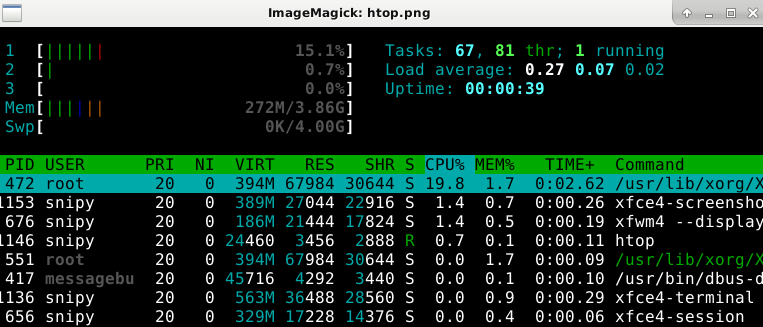 ImageMagick: htop.png
1 [|||||| 15.1%] Tasks: 67, 81 thr; 1 running
2 [| 0.7%] Load average: 0.27 0.07 0.02
3 [ 0.0%] Uptime: 00:00:39
Mem[|||||| 272M/3.86G]
Swp[ 0K/4.00G]
PID USER PRI NI VIRT RES SHR S CPU% MEM% TIME+ Command
472 root 20 0 394M 67984 30644 S 19.8 1.7 0:02.62 /usr/lib/xorg/X
1153 snipy 20 0 389M 27044 22916 S 1.4 0.7 0:00.26 xfce4-screensho
676 snipy 20 0 186M 21444 17824 S 1.4 0.5 0:00.19 xfwm4 --display
1146 snipy 20 0 24460 3456 2888 R 0.7 0.1 0:00.11 htop
551 root 20 0 394M 67984 30644 S 0.0 1.7 0:00.09 /usr/lib/xorg/X
417 messagebu 20 0 45716 4292 3440 S 0.0 0.1 0:00.10 /usr/bin/dbus-d
1136 snipy 20 0 563M 36488 28560 S 0.0 0.9 0:00.29 xfce4-terminal
656 snipy 20 0 329M 17228 14376 S 0.0 0.4 0:00.06 xfce4-session